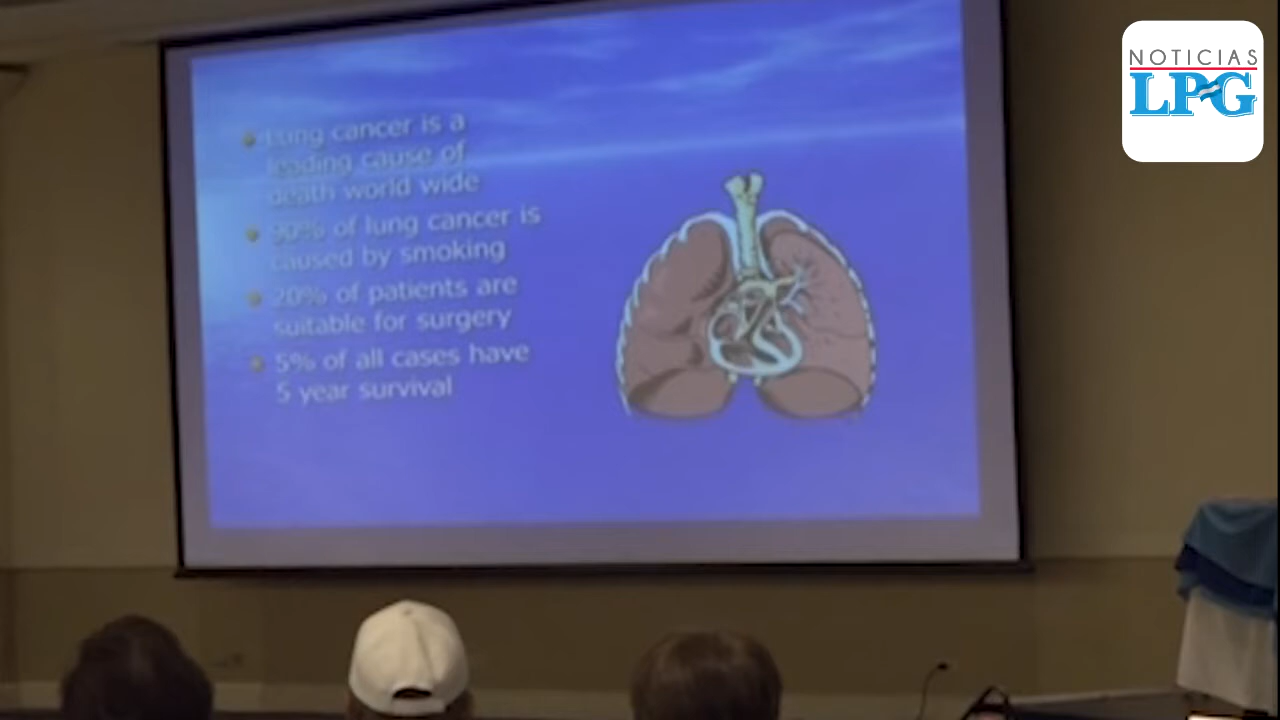 Lung cancer is a
leading cause of
death world wide
90% of lung cancer is
caused by smoking
20% of patients are
suitable for surgery
5% of all cases have
5 year survival
NOTICIAS
LPG